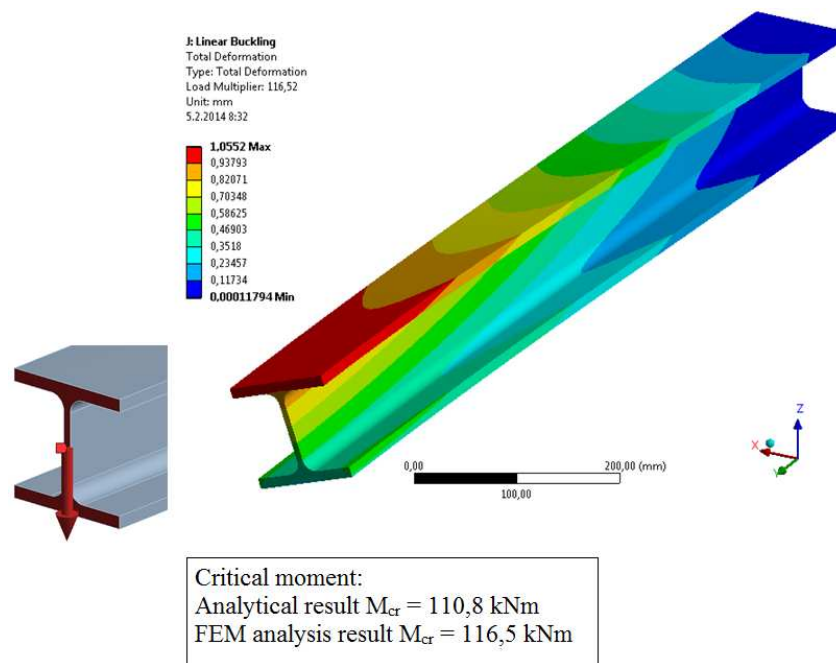 J: Linear Buckling
Total Deformation
Type: Total Deformation
Load Multiplier: 116,52
Unit: mm
5.2.2014 8:32
1,0552 Max
0,93793
0,82071
0,70348
0,58625
0,46903
0,3518
0,23457
0,11734
0,00011794 Min
0,00
200,00 (mm)
100,00
Z
X
Y
Critical moment:
Analytical result Mcr = 110,8 kNm
FEM analysis result Mcr = 116,5 kNm